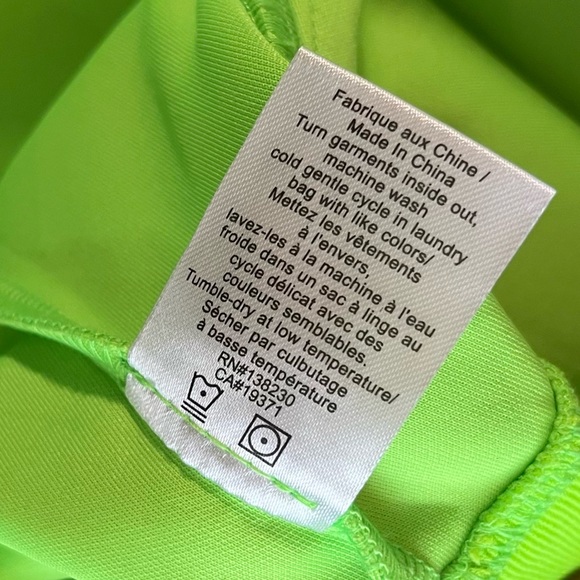 Fabrique aux Chine /
Made In China
Turn garments inside out,
machine wash
cold gentle cycle in laundry
bag with like colors/
Mettez les vêtements
à l'envers,
lavez-les à la machine à l'eau
froide dans un sac à linge au
cycle délicat avec des
couleurs semblables.
Tumble-dry at low temperature/
Sécher par culbutage
à basse température
RN#138230
CA#19371